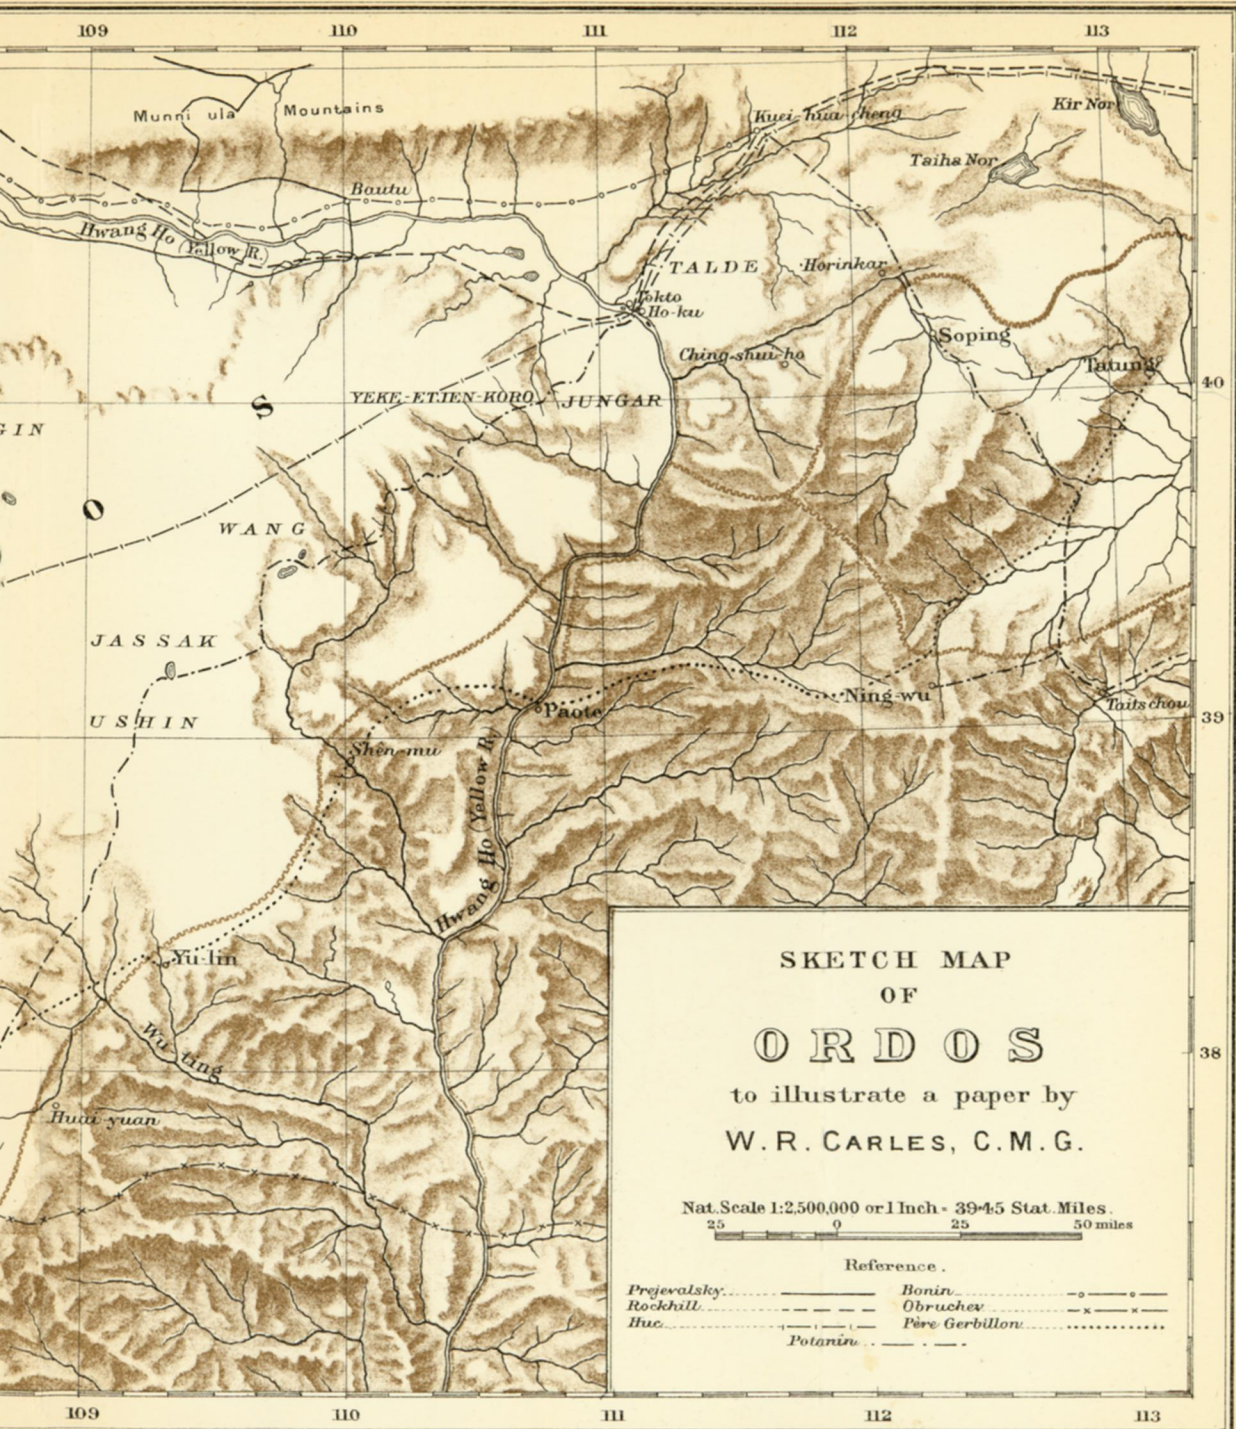 109 110 111 112 113
Munni ula Mountains
Kuei-hua cheng
Kir Nor
Taiha Nor
Bautu
Hwang Ho (Yellow R.)
TALDE
Horinkar
Tokto
Ho-ku
Soping
Ching-shui-ho
Tatung
40
YEKE-ETJEN-KORO
JUNGAR
S
GIN
O
WANG
JASSAK
USHIN
Ning-wu
Taitschou
Paote
39
Shên-mu
Hwang Ho (Yellow R.)
Yü-lin
Wu ting
Huai-yuan
SKETCH MAP
OF
ORDOS
to illustrate a paper by
W. R. CARLES, C.M.G.
38
Nat. Scale 1:2,500,000 or 1 Inch = 39·45 Stat. Miles.
25 0 25 50 miles
Reference.
Prejevalsky
Bonin
Rockhill
Obruchev
Huc
Père Gerbillon
Potanin
109 110 111 112 113